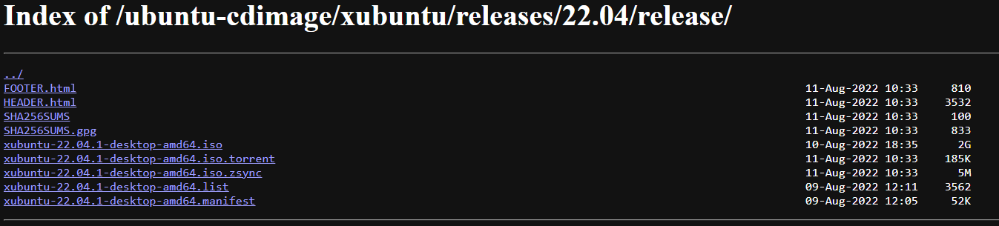 Index of /ubuntu-cdimage/xubuntu/releases/22.04/release/
../
FOOTER.html 11-Aug-2022 10:33 810
HEADER.html 11-Aug-2022 10:33 3532
SHA256SUMS 11-Aug-2022 10:33 100
SHA256SUMS.gpg 11-Aug-2022 10:33 833
xubuntu-22.04.1-desktop-amd64.iso 10-Aug-2022 18:35 2G
xubuntu-22.04.1-desktop-amd64.iso.torrent 11-Aug-2022 10:33 185K
xubuntu-22.04.1-desktop-amd64.iso.zsync 11-Aug-2022 10:33 5M
xubuntu-22.04.1-desktop-amd64.list 09-Aug-2022 12:11 3562
xubuntu-22.04.1-desktop-amd64.manifest 09-Aug-2022 12:05 52K